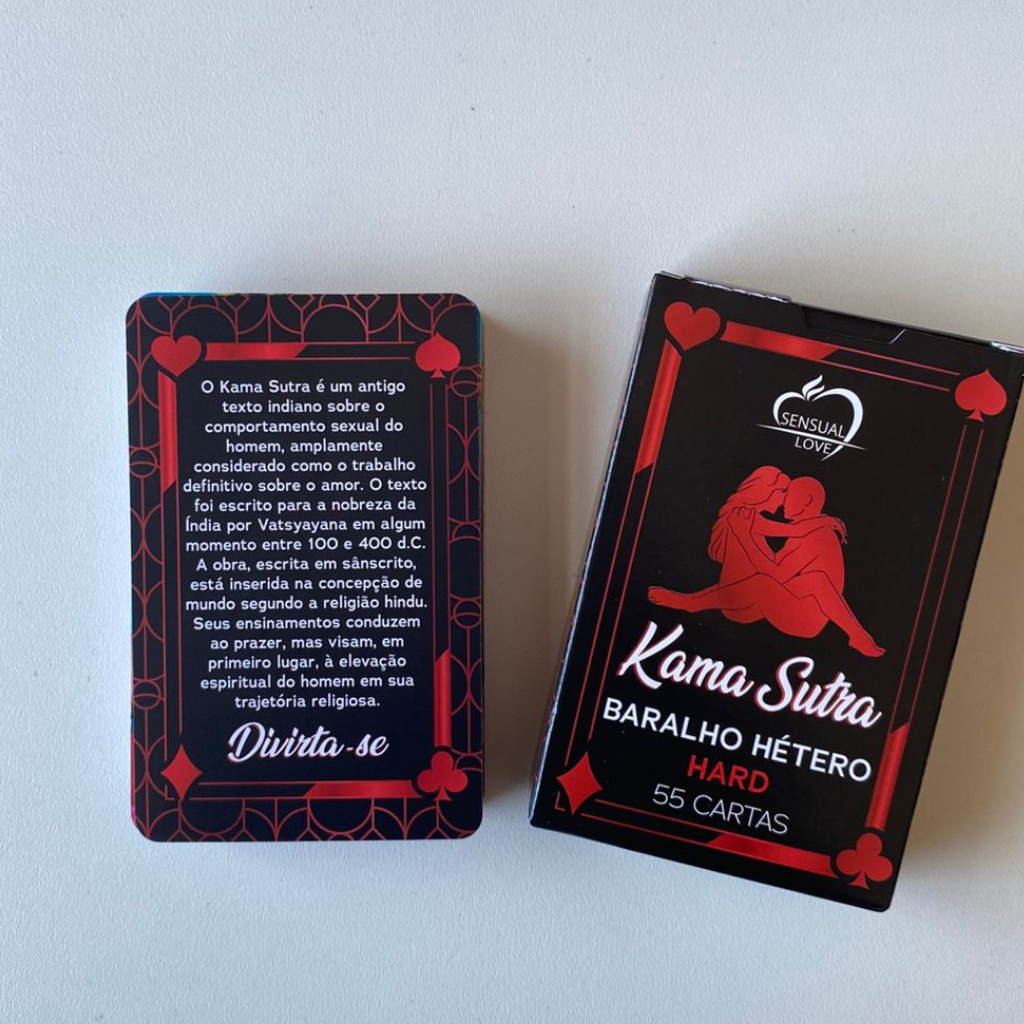 O Kama Sutra é um antigo
texto indiano sobre o
comportamento sexual do
homem, amplamente
considerado como o trabalho
definitivo sobre o amor. O texto
foi escrito para a nobreza da
Índia por Vatsyayana em algum
momento entre 100 e 400 d.C.
A obra, escrita em sânscrito,
está inserida na concepção de
mundo segundo a religião hindu.
Seus ensinamentos conduzem
ao prazer, mas visam, em
primeiro lugar, à elevação
espiritual do homem em sua
trajetória religiosa.
Divirta-se
SENSUAL
LOVE
Kama Sutra
BARALHO HÉTERO
HARD
55 CARTAS
L